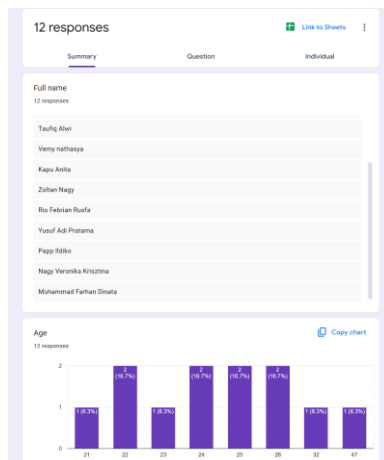 12 responses
Link to Sheets
Summary Question Individual
Full name
12 responses
Taufiq Alwi
Verny nathasya
Kapu Anita
Zoltan Nagy
Rio Febrian Rusfa
Yusuf Adi Pratama
Papp Ildiko
Nagy Veronika Krisztina
Muhammad Farhan Dinata
Age
Copy chart
12 responses
2
1
0
1 (8.3%)
2
(16.7%)
1 (8.3%)
2
(16.7%)
2
(16.7%)
2
(16.7%)
1 (8.3%)
1 (8.3%)
21 22 23 24 25 26 32 47